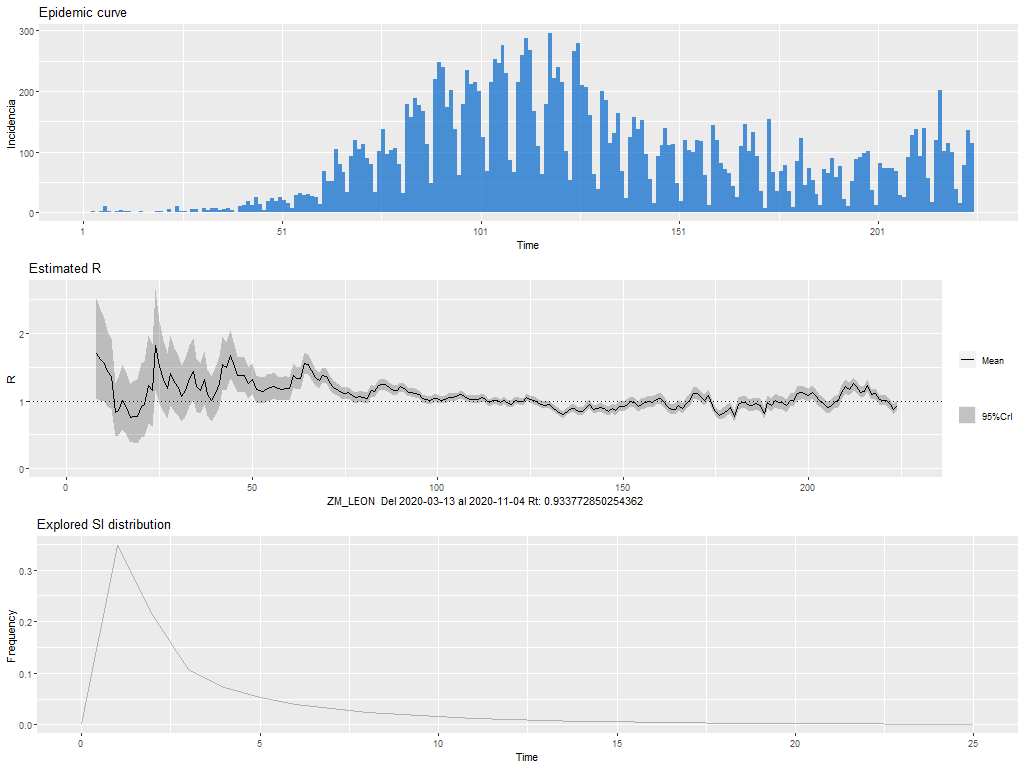 Epidemic curve
300
200
100
0
Incidencia
1
51
101
151
201
Time
Estimated R
2
1
0
R
0
50
100
150
200
ZM_LEON Del 2020-03-13 al 2020-11-04 Rt: 0.933772850254362
Mean
95%CrI
Explored SI distribution
0.3
0.2
0.1
0.0
Frequency
0
5
10
15
20
25
Time